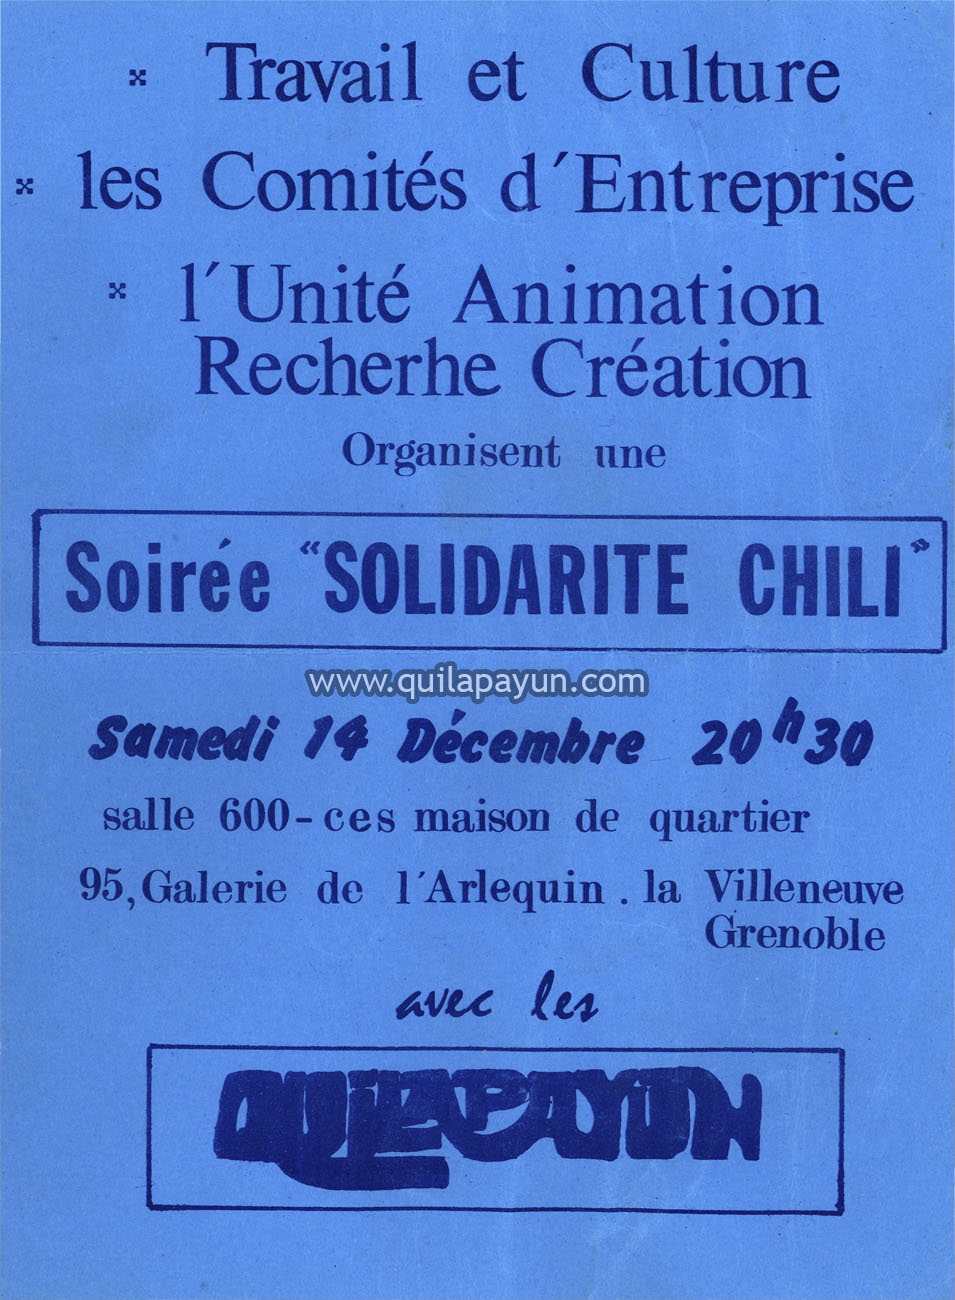 Travail et Culture
les Comités d'Entreprise
l'Unité Animation
Recherhe Création
Organisent une
Soirée "SOLIDARITE CHILI"
www.quilapayun.com
Samedi 14 Décembre 20h30
salle 600-ces maison de quartier
95, Galerie de l'Arlequin . la Villeneuve
Grenoble
avec les
QUILAPAYUN